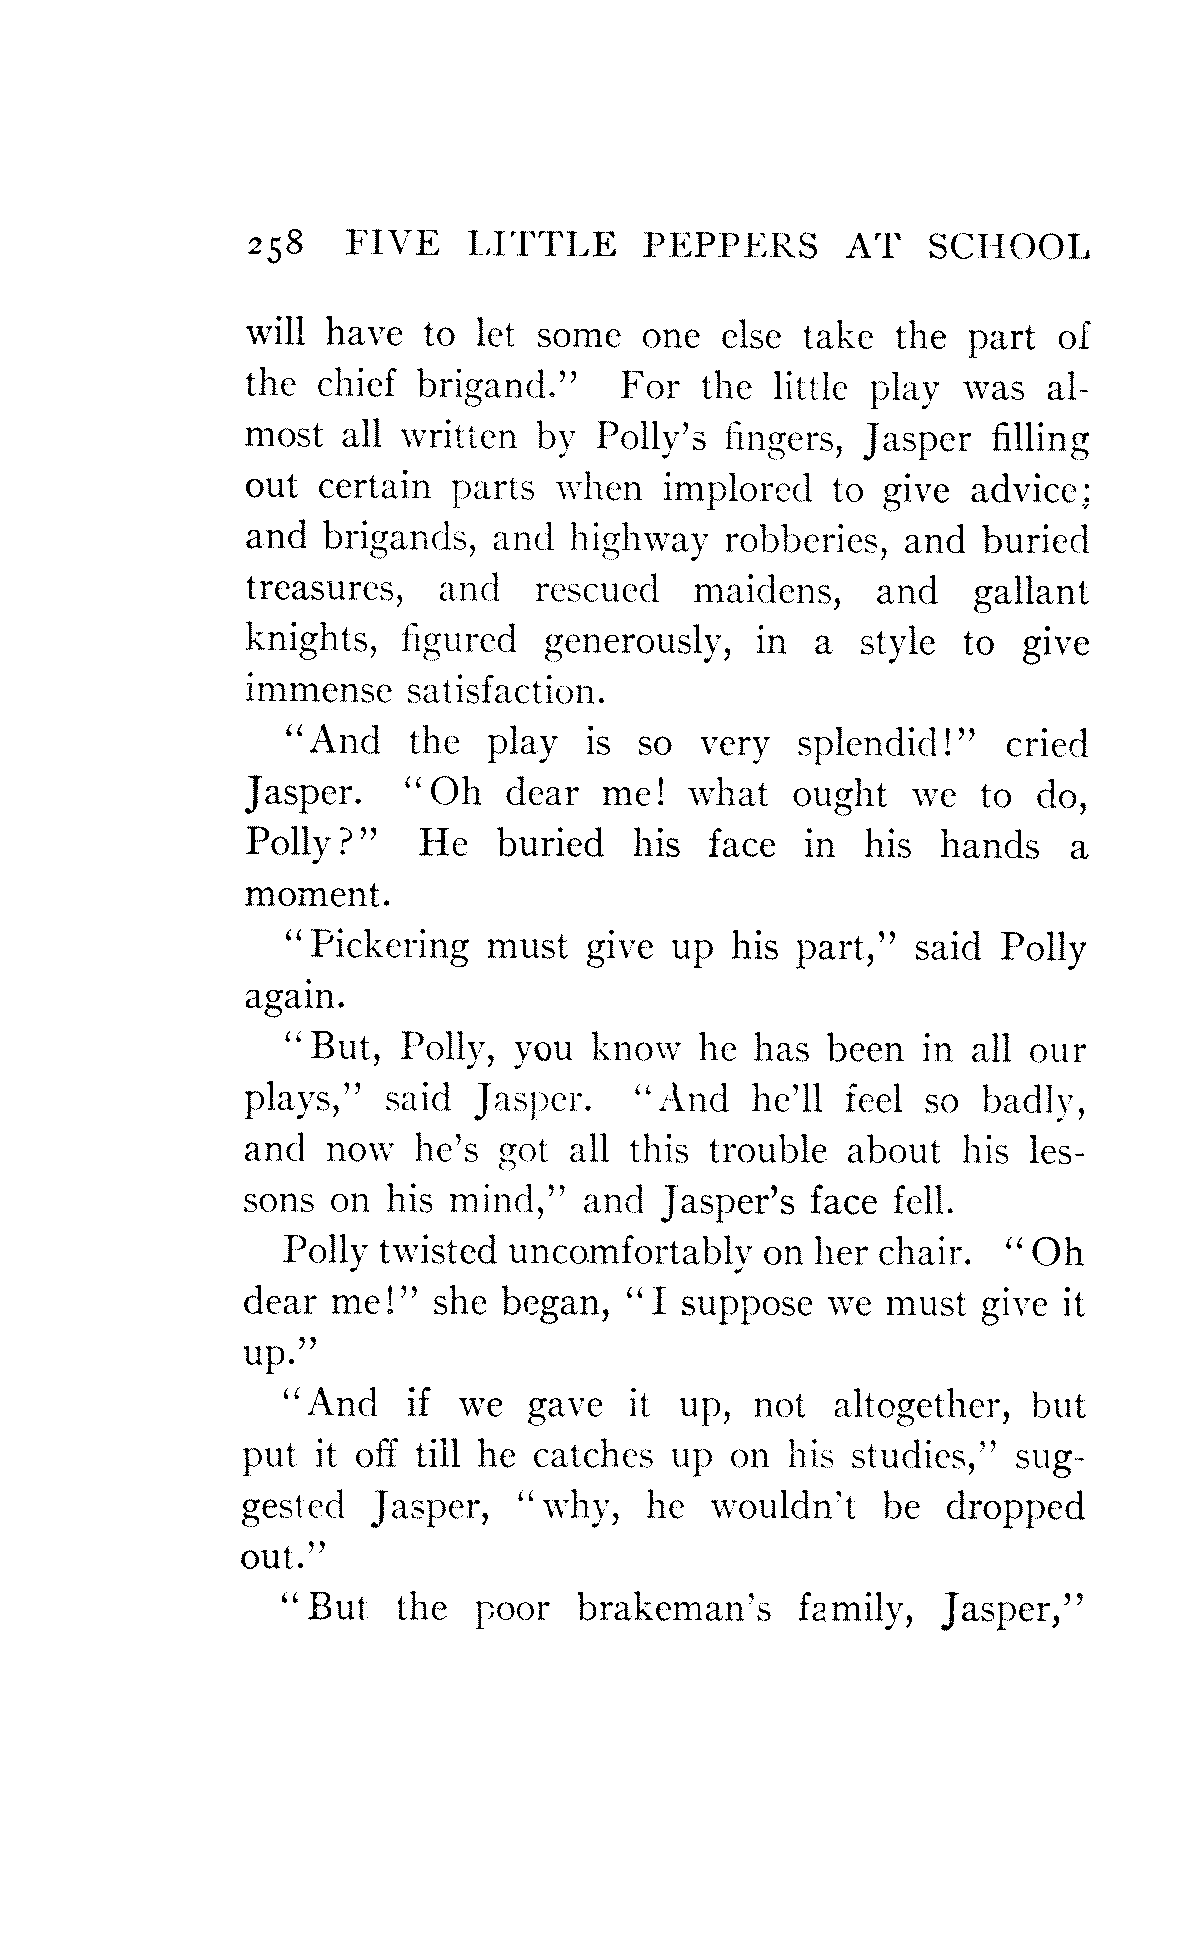 258 FIVE LITTLE PEPPERS AT SCHOOL
will have to let some one else take the part of
the chief brigand." For the little play was al-
most all written by Polly's fingers, Jasper filling
out certain parts when implored to give advice;
and brigands, and highway robberies, and buried
treasures, and rescued maidens, and gallant
knights, figured generously, in a style to give
immense satisfaction.
"And the play is so very splendid!" cried
Jasper. "Oh dear me! what ought we to do,
Polly?" He buried his face in his hands a
moment.
"Pickering must give up his part," said Polly
again.
"But, Polly, you know he has been in all our
plays," said Jasper. "And he'll feel so badly,
and now he's got all this trouble about his les-
sons on his mind," and Jasper's face fell.
Polly twisted uncomfortably on her chair. "Oh
dear me!" she began, "I suppose we must give it
up."
"And if we gave it up, not altogether, but
put it off till he catches up on his studies," sug-
gested Jasper, "why, he wouldn't be dropped
out."
"But the poor brakeman's family, Jasper,"